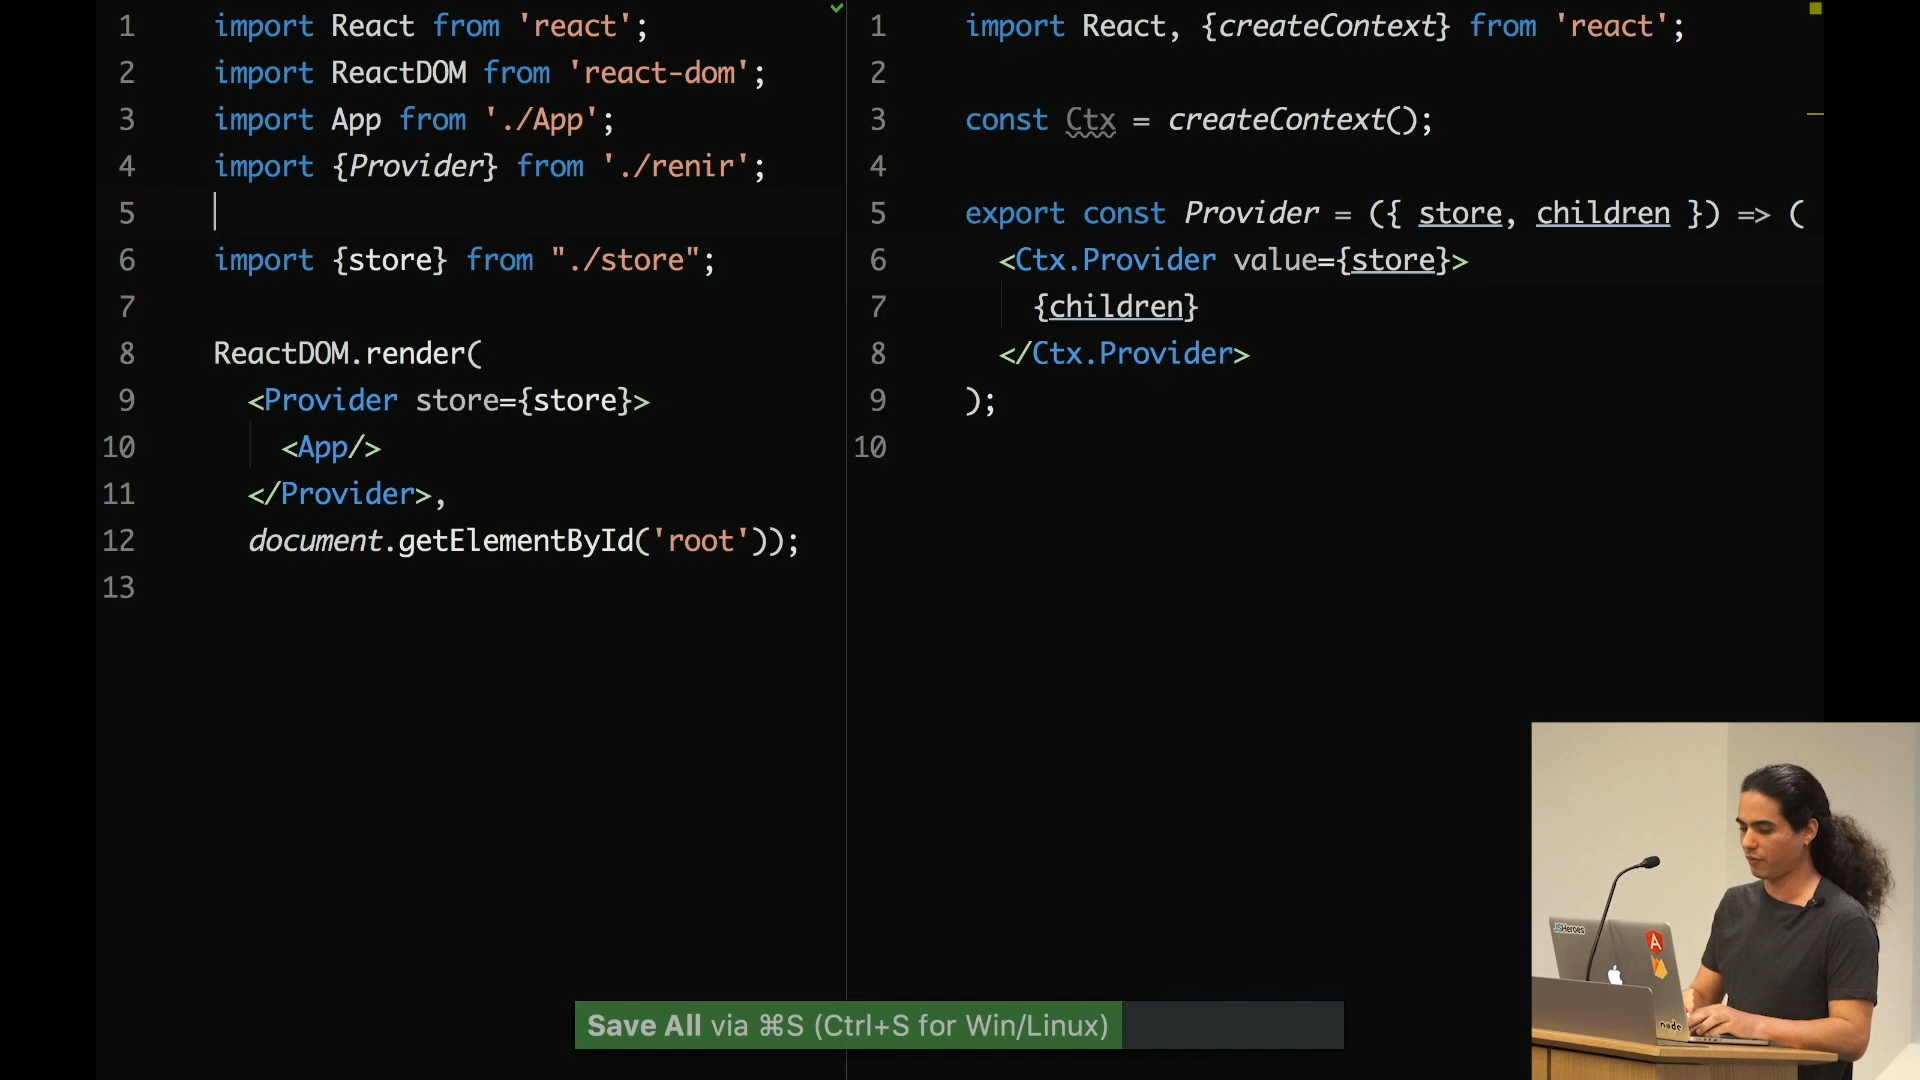 1 import React from 'react';
2 import ReactDOM from 'react-dom';
3 import App from './App';
4 import {Provider} from './renir';
5
6 import {store} from "./store";
7
8 ReactDOM.render(
9 <Provider store={store}>
10 <App/>
11 </Provider>,
12 document.getElementById('root'));
13
1 import React, {createContext} from 'react';
2
3 const Ctx = createContext();
4
5 export const Provider = ({ store, children }) => (
6 <Ctx.Provider value={store}>
7 {children}
8 </Ctx.Provider>
9 );
10
Save All via ⌘S (Ctrl+S for Win/Linux)
JSHeroes
A
node